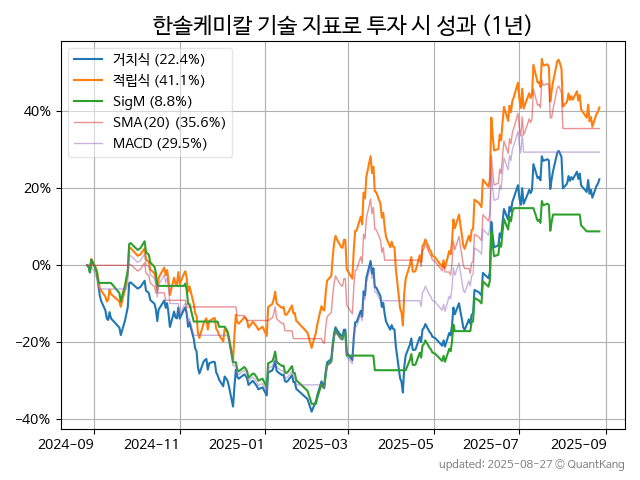 한솔케미칼 기술 지표로 투자 시 성과 (1년)
거치식 (22.4%)
적립식 (41.1%)
SigM (8.8%)
SMA(20) (35.6%)
MACD (29.5%)
40%
20%
0%
−20%
−40%
2024-09 2024-11 2025-01 2025-03 2025-05 2025-07 2025-09
updated: 2025-08-27 © QuantKang